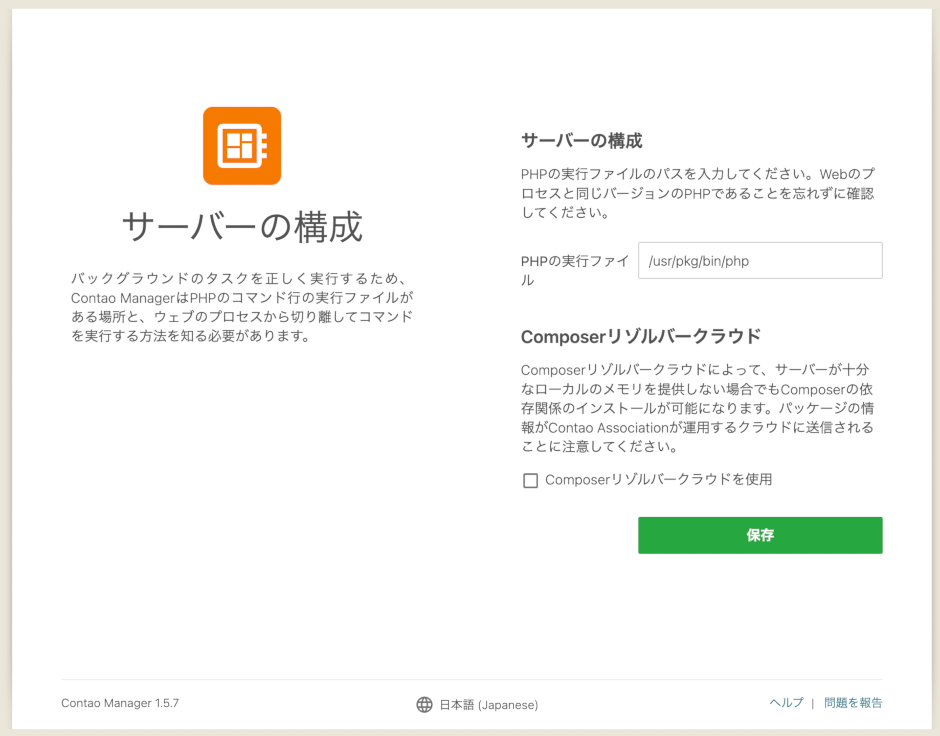 サーバーの構成
バックグラウンドのタスクを正しく実行するため、
Contao ManagerはPHPのコマンド行の実行ファイルが
ある場所と、ウェブのプロセスから切り離してコマンド
を実行する方法を知る必要があります。
サーバーの構成
PHPの実行ファイルのパスを入力してください。Webのプ
ロセスと同じバージョンのPHPであることを忘れずに確認
してください。
PHPの実行ファイ
ル
/usr/pkg/bin/php
Composerリゾルバークラウド
Composerリゾルバークラウドによって、サーバーが十分
なローカルのメモリを提供しない場合でもComposerの依
存関係のインストールが可能になります。パッケージの情
報がContao Associationが運用するクラウドに送信される
ことに注意してください。
Composerリゾルバークラウドを使用
保存
Contao Manager 1.5.7
日本語 (Japanese)
ヘルプ | 問題を報告